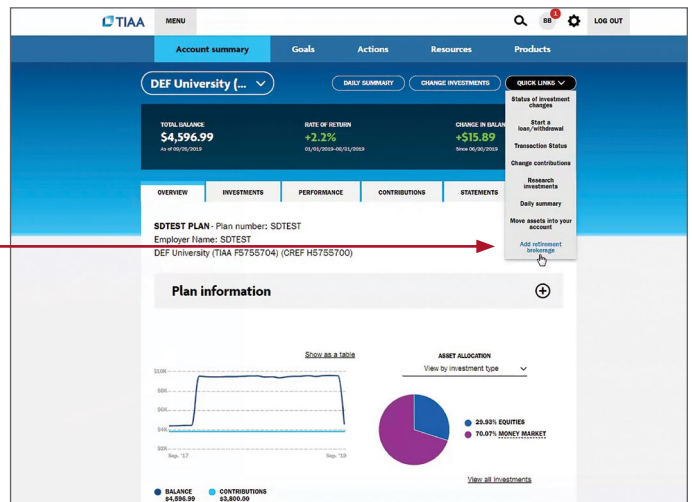 TIAA MENU BB 1 LOG OUT
Account summary Goals Actions Resources Products
DEF University (... DAILY SUMMARY CHANGE INVESTMENTS QUICK LINKS
Status of investment
changes
Start a
loan/withdrawal
Transaction Status
Change contributions
Research
investments
Daily summary
Move assets into your
account
Add retirement
brokerage
TOTAL BALANCE RATE OF RETURN CHANGE IN BALAN
$4,596.99 +2.2% +$15.89
As of 09/25/2019 01/01/2019-08/31/2019 Since 06/30/2019
OVERVIEW INVESTMENTS PERFORMANCE CONTRIBUTIONS STATEMENTS
SDTEST PLAN - Plan number: SDTEST
Employer Name: SDTEST
DEF University (TIAA F5755704) (CREF H5755700)
Plan information
Show as a table
ASSET ALLOCATION
View by investment type
$10K
$8K
$6K
$4K
$2K
Sep. '17 Sep. '19
29.93% EQUITIES
70.07% MONEY MARKET
View all investments
BALANCE CONTRIBUTIONS
$4,596.99 $3,800.00